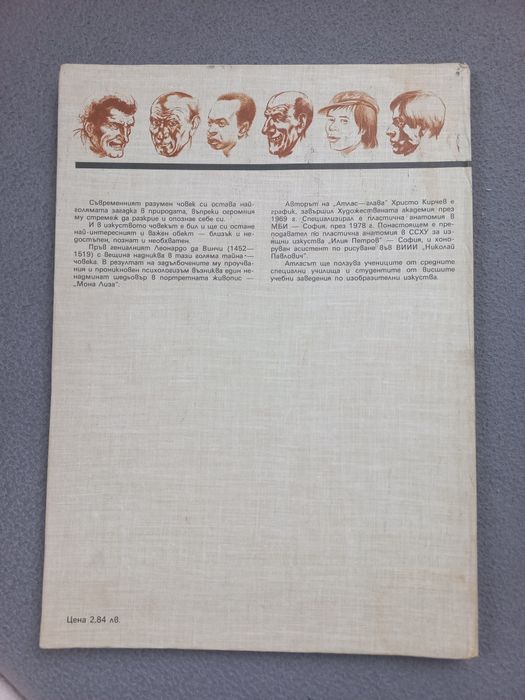 Съвременният разумен човек си остава най-
голямата загадка в природата, въпреки огромния
му стремеж да разкрие и опознае себе си.
И в изкуството човекът е бил и ще си остане
най-интересният и важен обект — близък и не-
достъпен, познат и необхватен.
Пръв гениалният Леонардо да Винчи (1452—
1519) с вещина надниква в тази голяма тайна —
човека. В резултат на задълбочените му проучва-
ния и проникновен психологизъм възниква един не-
надминат шедьовър в портретната живопис —
„Мона Лиза".
Авторът на „Атлас—глава" Христо Кирчев е
график, завършил Художествената академия през
1969 г. Специализирал е пластична анатомия в
МБИ — София, през 1978 г. Понастоящем е пре-
подавател по пластична анатомия в ССХУ за из-
ящни изкуства „Илия Петров" — София, и хоно-
руван асистент по рисуване във ВИИИ „Николай
Павлович".
Атласът ще ползува учениците от средните
специални училища и студентите от висшите
учебни заведения по изобразителни изкуства.
Цена 2,84 лв.